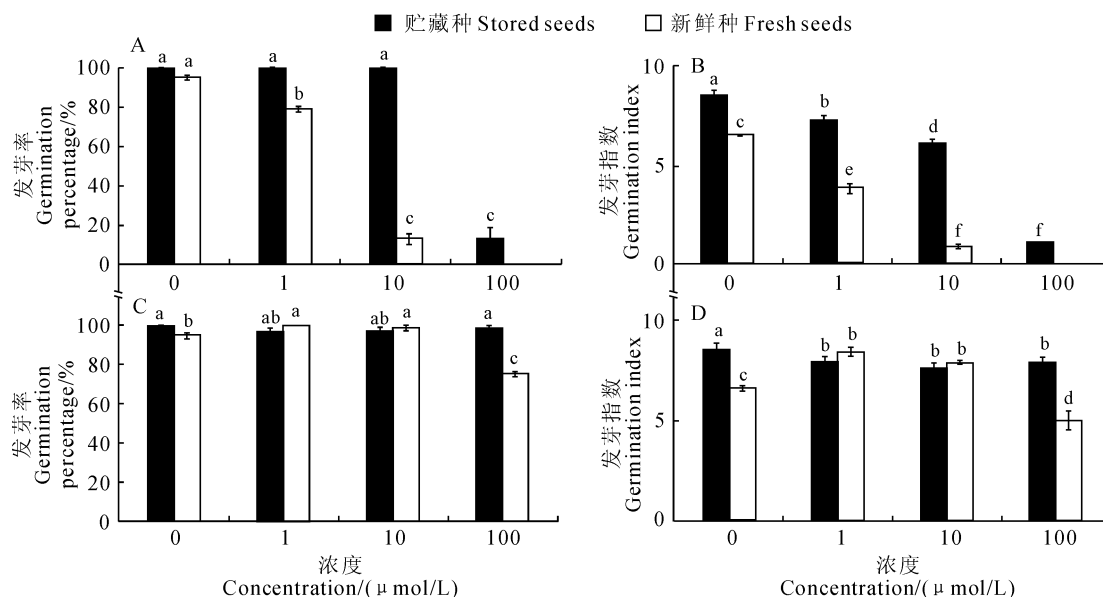 贮藏种 Stored seeds 新鲜种 Fresh seeds
A
发芽率
Germination
percentage/%
100
80
60
40
20
0
a a a b a c c
0 1 10 100
B
发芽指数
Germination index
10
5
0
a c b e d f f
0 1 10 100
C
发芽率
Germination
percentage/%
100
80
60
40
20
0
a b ab a ab a a c
0 1 10 100
浓度
Concentration/(μmol/L)
D
发芽指数
Germination index
10
5
0
a c b b b b b d
0 1 10 100
浓度
Concentration/(μmol/L)